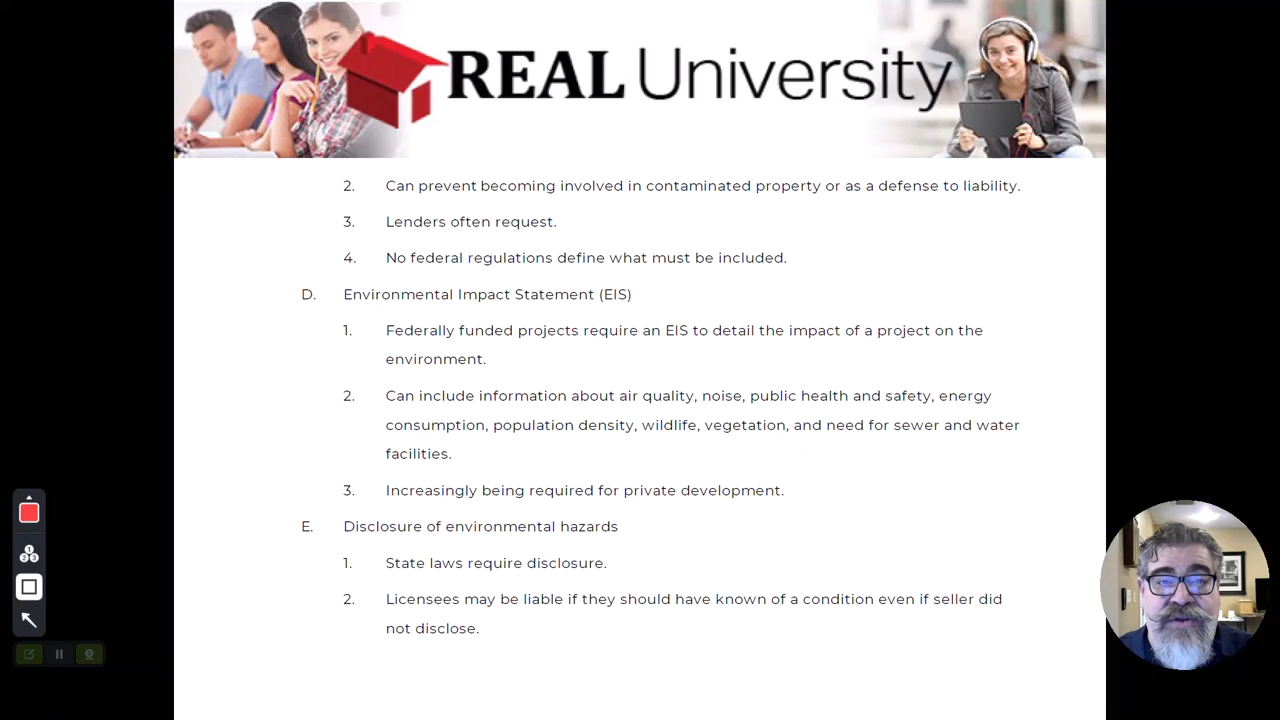 REAL University
2. Can prevent becoming involved in contaminated property or as a defense to liability.
3. Lenders often request.
4. No federal regulations define what must be included.
D. Environmental Impact Statement (EIS)
1. Federally funded projects require an EIS to detail the impact of a project on the
environment.
2. Can include information about air quality, noise, public health and safety, energy
consumption, population density, wildlife, vegetation, and need for sewer and water
facilities.
3. Increasingly being required for private development.
E. Disclosure of environmental hazards
1. State laws require disclosure.
2. Licensees may be liable if they should have known of a condition even if seller did
not disclose.